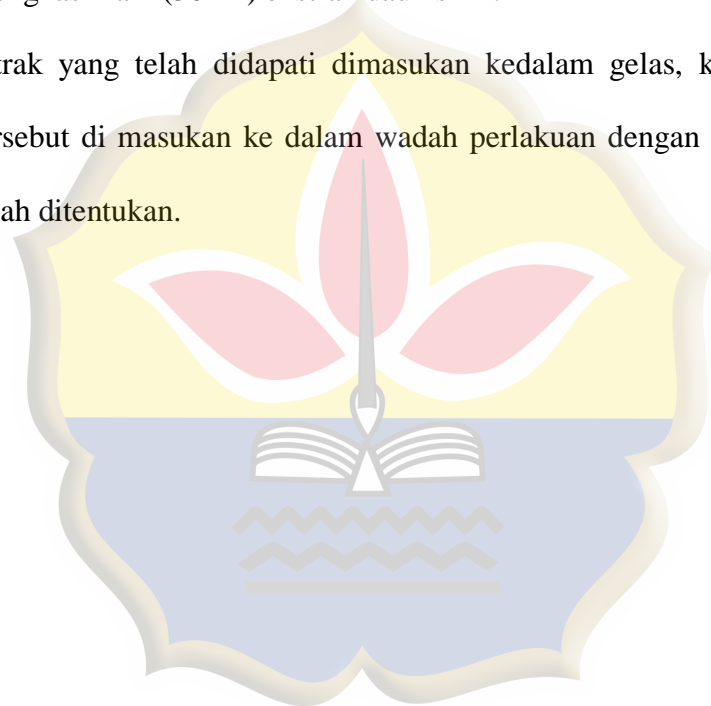 trak yang telah didapati dimasukan kedalam gelas, k
rsebut di masukan ke dalam wadah perlakuan dengan
ah ditentukan.